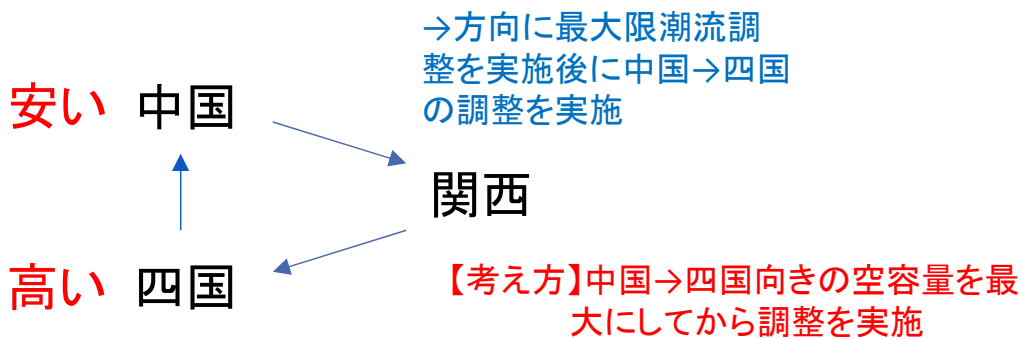 →方向に最大限潮流調
整を実施後に中国→四国
の調整を実施
安い 中国
関西
高い 四国
【考え方】中国→四国向きの空容量を最
大にしてから調整を実施